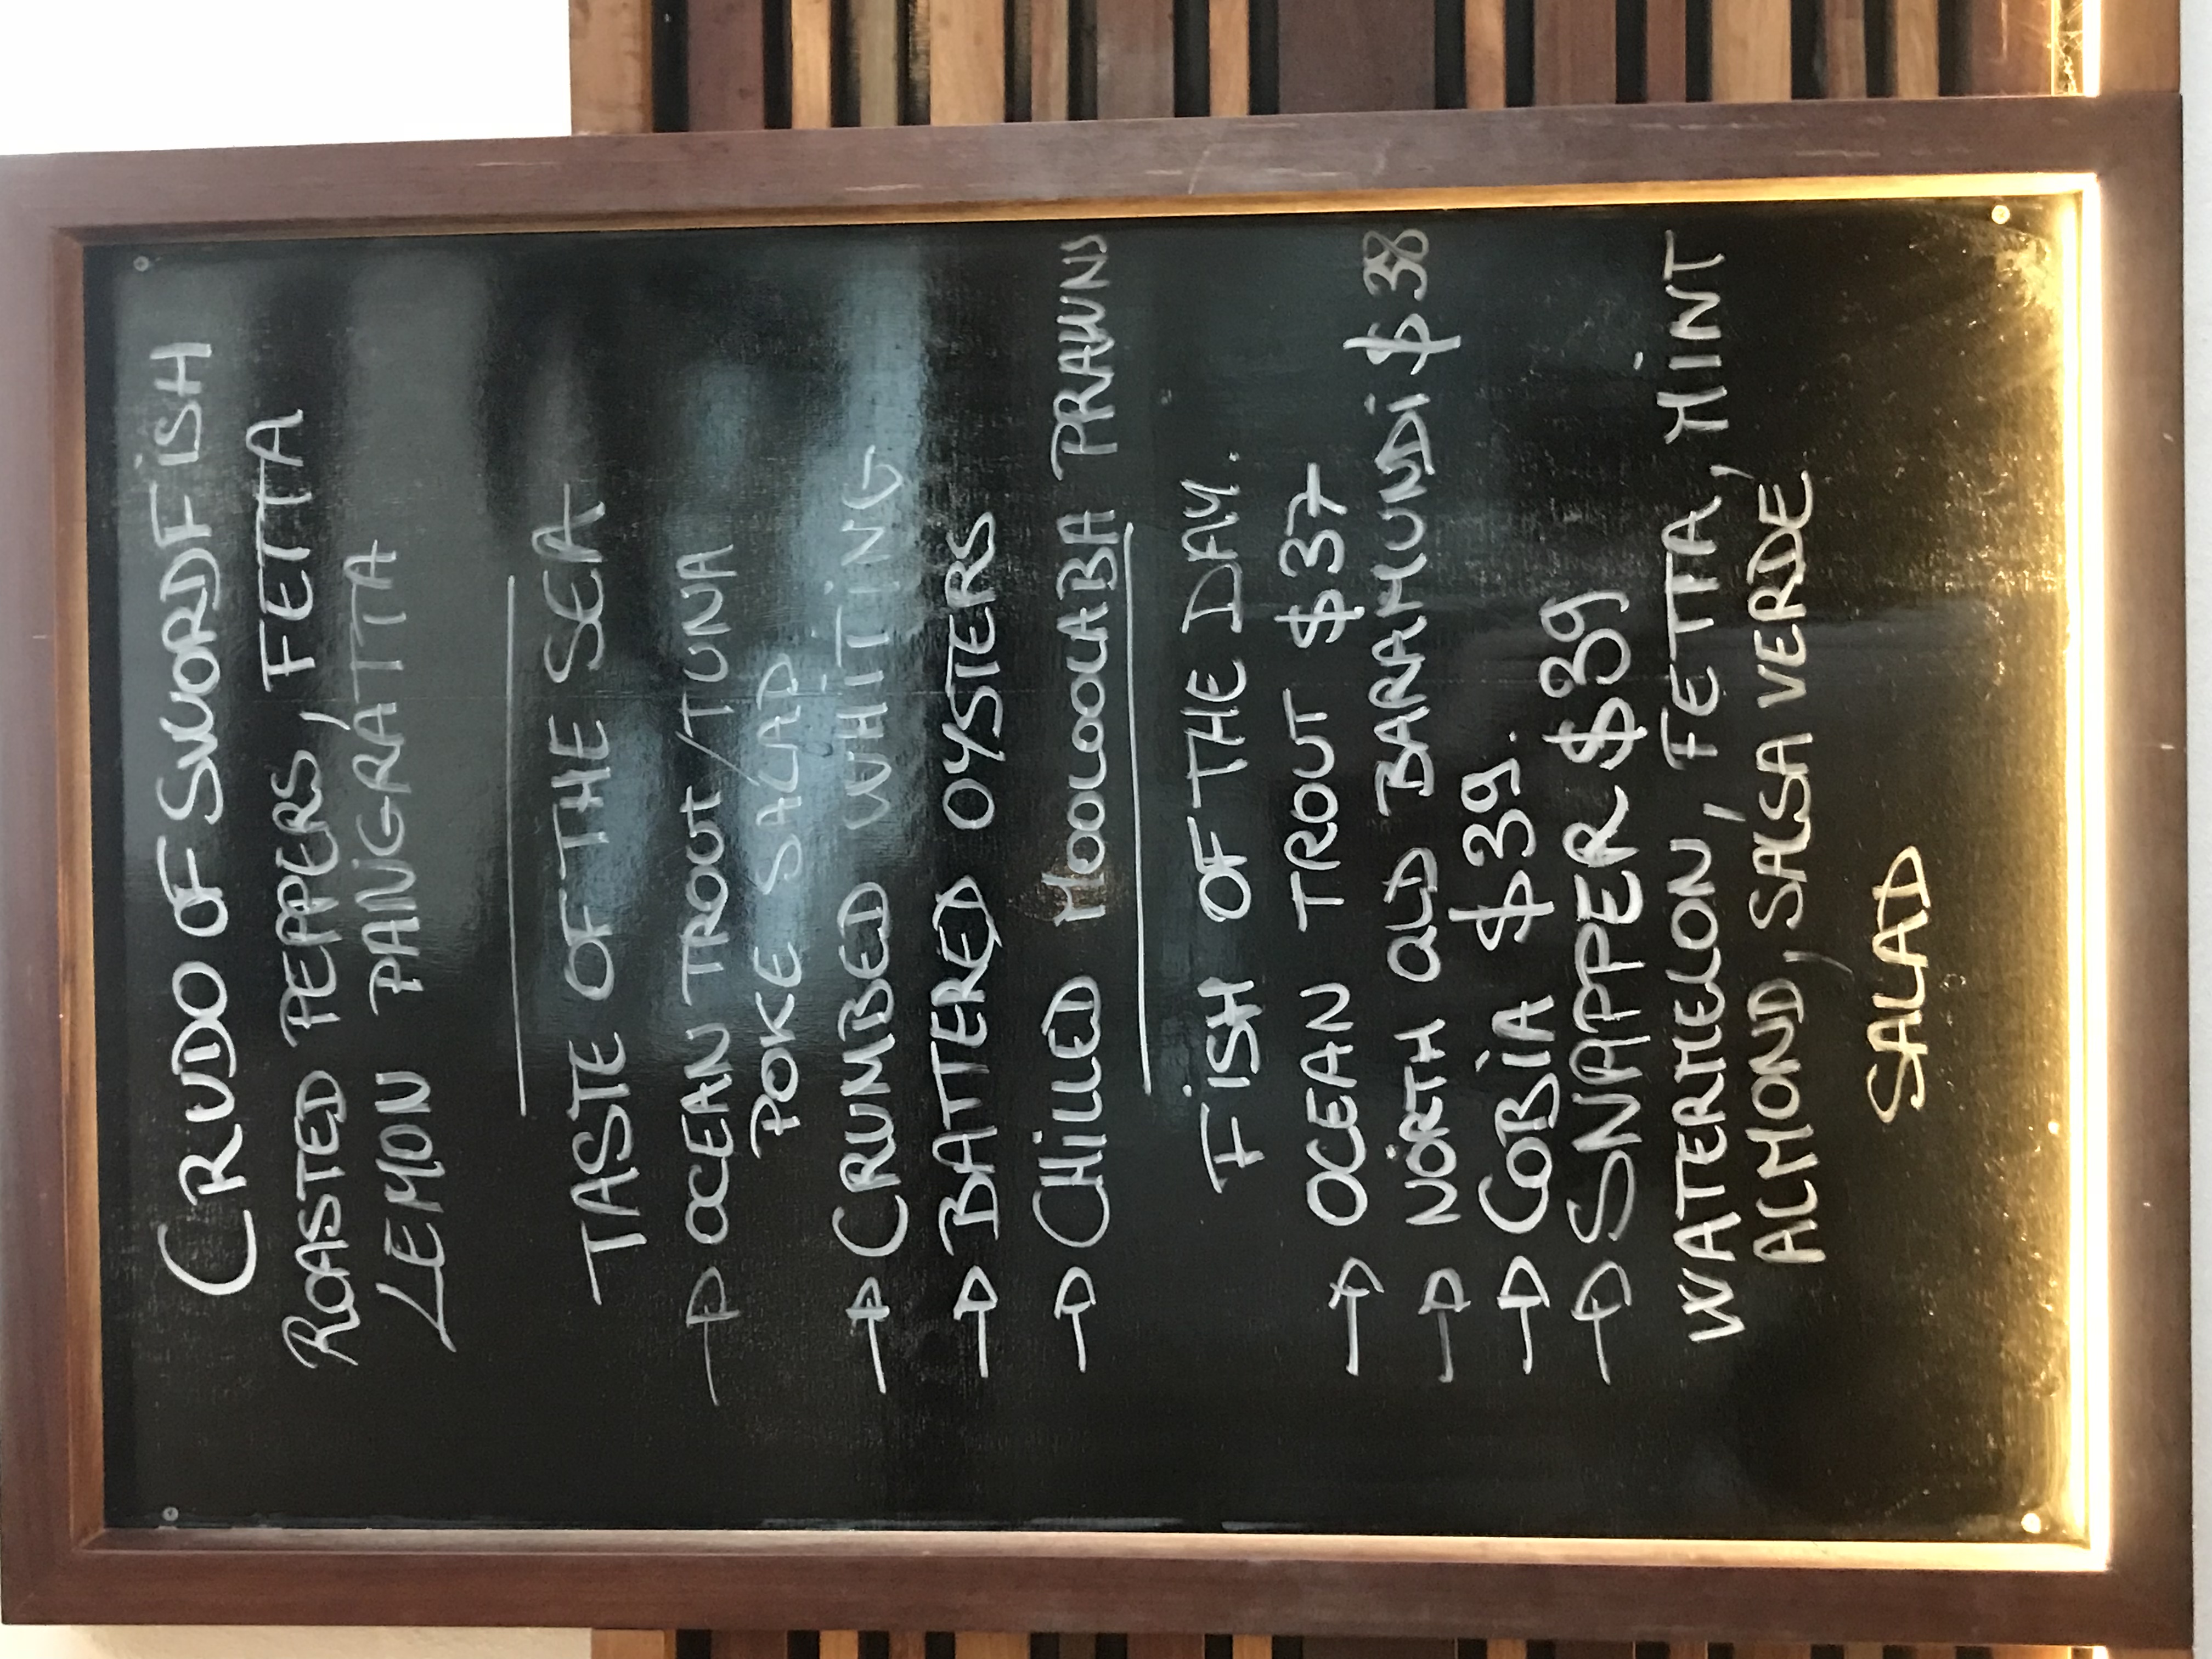 CRUDO OF SWORDFiSH
ROASTED PEPPERS, FETTA
LEMON PANGRATTA
TASTE OF THE SEA
OCEAN TROUT/TUNA
POKE SALAD
CRUMBED WHiTiNG
BATTERED OYSTERS
CHiLLED MOOLOOLABA PRAWNS
FiSH OF THE DAY.
OCEAN TROUT $37
NORTH QLD BARAMUNDi $38
COBiA $39.
SNAPPER $39
WATERMELON, FETTA, MiNT
ALMOND, SALSA VERDE
SALAD